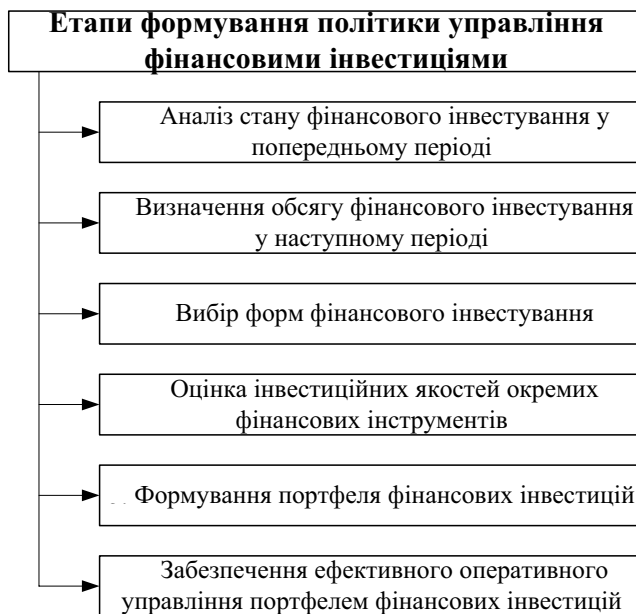 Етапи формування політики управління
фінансовими інвестиціями
Аналіз стану фінансового інвестування у
попередньому періоді
Визначення обсягу фінансового інвестування
у наступному періоді
Вибір форм фінансового інвестування
Оцінка інвестиційних якостей окремих
фінансових інструментів
Формування портфеля фінансових інвестицій
Забезпечення ефективного оперативного
управління портфелем фінансових інвестицій